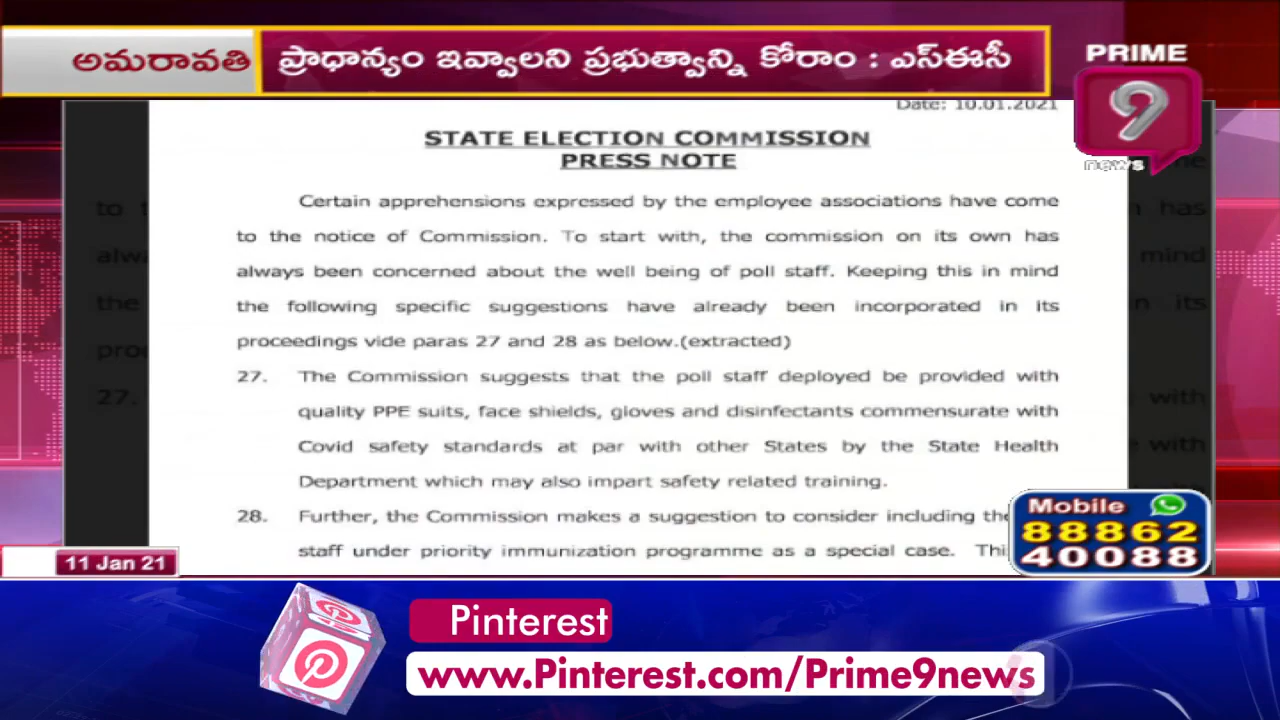 అమరావతి
ప్రాధాన్యం ఇవ్వాలని ప్రభుత్వాన్ని కోరాం : ఎస్ఈసీ
PRIME
9
news
Date: 10.01.2021
STATE ELECTION COMMISSION
PRESS NOTE
Certain apprehensions expressed by the employee associations have come
to the notice of Commission. To start with, the commission on its own has
always been concerned about the well being of poll staff. Keeping this in mind
the following specific suggestions have already been incorporated in its
proceedings vide paras 27 and 28 as below.(extracted)
27. The Commission suggests that the poll staff deployed be provided with
quality PPE suits, face shields, gloves and disinfectants commensurate with
Covid safety standards at par with other States by the State Health
Department which may also impart safety related training.
28. Further, the Commission makes a suggestion to consider including
staff under priority immunization programme as a special case.
Mobile
88862
40088
11 Jan 21
Pinterest
www.Pinterest.com/Prime9news